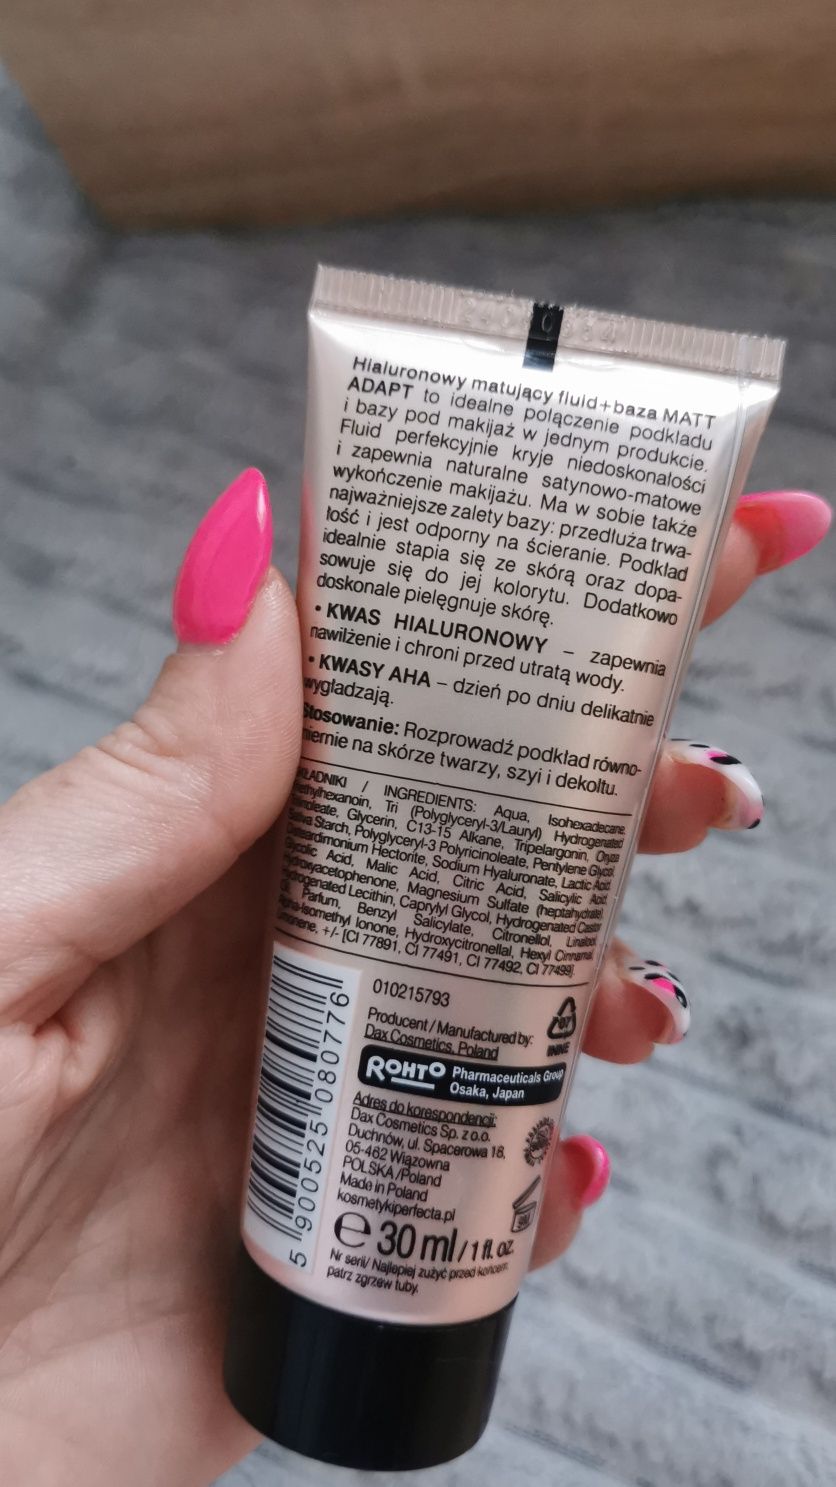 Hialuronowy matujący fluid+baza MATT
ADAPT to idealne połączenie podkładu
i bazy pod makijaż w jednym produkcie.
Fluid perfekcyjnie kryje niedoskonałości
i zapewnia naturalne satynowo-matowe
wykończenie makijażu. Ma w sobie także
najważniejsze zalety bazy: przedłuża trwa-
łość i jest odporny na ścieranie. Podkład
idealnie stapia się ze skórą oraz dopa-
sowuje się do jej kolorytu. Dodatkowo
doskonale pielęgnuje skórę.
• KWAS HIALURONOWY – zapewnia
nawilżenie i chroni przed utratą wody.
• KWASY AHA – dzień po dniu delikatnie
wygładzają.
Stosowanie: Rozprowadź podkład równo-
miernie na skórze twarzy, szyi i dekoltu.
SKŁADNIKI / INGREDIENTS: Aqua, Isohexadecane,
Tri (Polyglyceryl-3/Lauryl) Hydrogenated
Glycerin, C13-15 Alkane, Tripelargonin, Oryza
Sativa Starch, Polyglyceryl-3 Polyricinoleate, Pentylene Glycol,
Disteardimonium Hectorite, Sodium Hyaluronate, Lactic Acid,
Glycolic Acid, Malic Acid, Citric Acid, Salicylic Acid,
Hydroxyacetophenone, Magnesium Sulfate (heptahydrate),
Hydrogenated Lecithin, Caprylyl Glycol, Hydrogenated Castor
Oil, Parfum, Benzyl Salicylate, Citronellol, Linalool,
Alpha-Isomethyl Ionone, Hydroxycitronellal, Hexyl Cinnamal,
Limonene, +/- [CI 77891, CI 77491, CI 77492, CI 77499].
010215793
Producent / Manufactured by:
Dax Cosmetics, Poland
ROHTO Pharmaceuticals Group
Osaka, Japan
Adres do korespondencji:
Dax Cosmetics Sp. z o.o.
Duchnów, ul. Spacerowa 18,
05-462 Wiązowna
POLSKA /Poland
Made in Poland
kosmetykiperfecta.pl
℮ 30 ml / 1 fl. oz.
Nr serii/ Najlepiej zużyć przed końcem:
patrz zgrzew tuby.
5 900525 080776